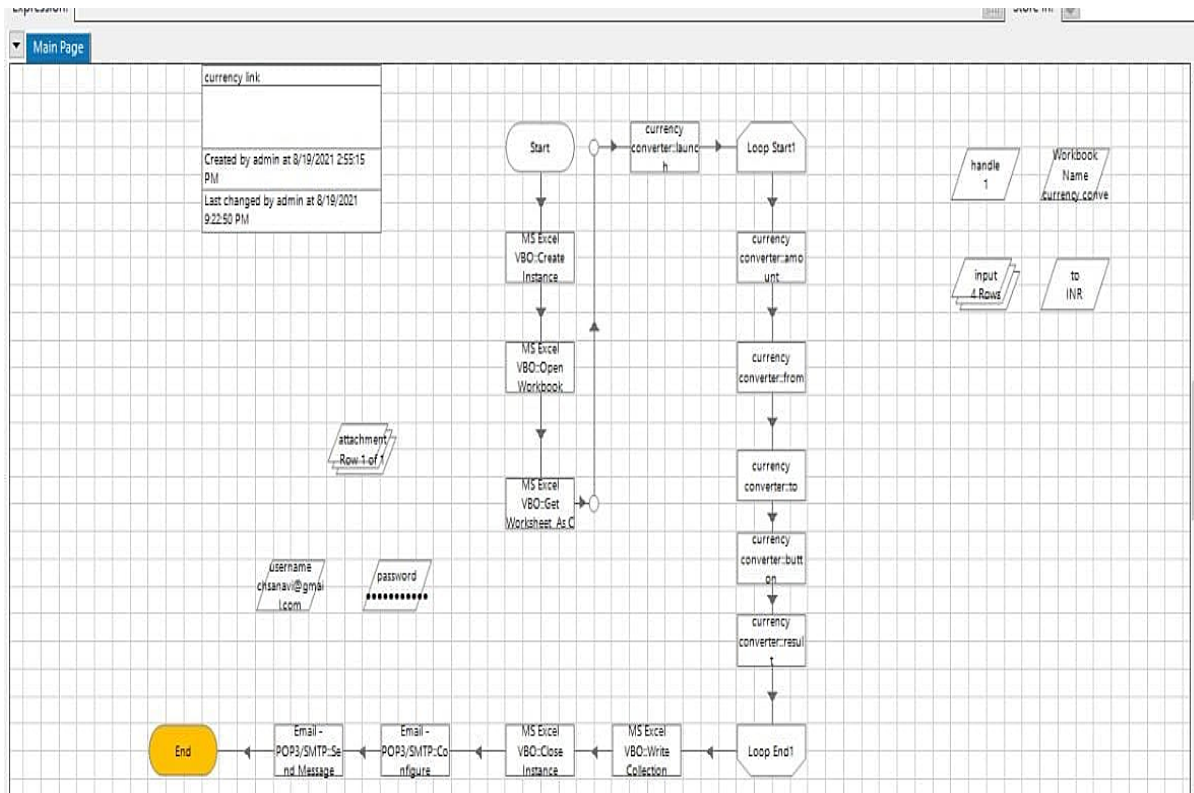 Expression:
Store In:
Main Page
currency link
Created by admin at 8/19/2021 2:55:15
PM
Last changed by admin at 8/19/2021
9:22:50 PM
Start
MS Excel
VBO::Create
Instance
MS Excel
VBO::Open
Workbook
MS Excel
VBO::Get
Worksheet As C
currency
converter::launc
h
Loop Start1
currency
converter::amo
unt
currency
converter::from
currency
converter::to
currency
converter::butt
on
currency
converter::resul
t
Loop End1
MS Excel
VBO::Write
Collection
MS Excel
VBO::Close
Instance
Email -
POP3/SMTP::Co
nfigure
Email -
POP3/SMTP::Se
nd Message
End
handle
1
Workbook
Name
currency conve
input
4 Rows
to
INR
attachment
Row 1 of 1
username
chsanavi@gmai
l.com
password
••••••••••